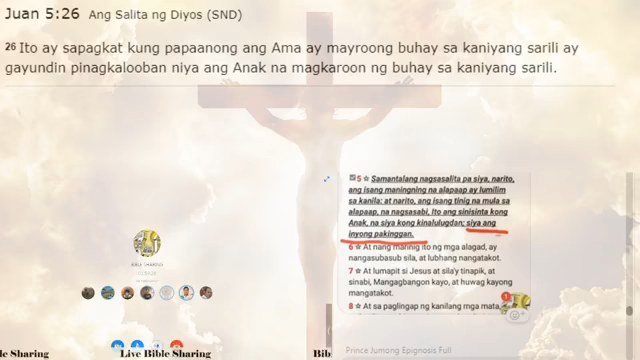 Juan 5:26 Ang Salita ng Diyos (SND)
26 Ito ay sapagkat kung papaanong ang Ama ay mayroong buhay sa kaniyang sarili ay
gayundin pinagkalooban niya ang Anak na magkaroon ng buhay sa kaniyang sarili.
5 ☆ Samantalang nagsasalita pa siya, narito,
ang isang maningning na alapaap ay lumilim
sa kanila: at narito, ang isang tinig na mula sa
alapaap, na nagsasabi, Ito ang sinisinta kong
Anak, na siya kong kinalulugdan; siya ang
inyong pakinggan.
6 ☆ At nang marinig ito ng mga alagad, ay
nangasubasub sila, at lubhang nangatakot.
7 ☆ At lumapit si Jesus at sila'y tinapik, at
sinabi, Mangagbangon kayo, at huwag kayong
mangatakot.
8 ☆ At sa paglingap ng kanilang mga mata,
Prince Jumong Epignosis Full
le Sharing Live Bible Sharing Bib